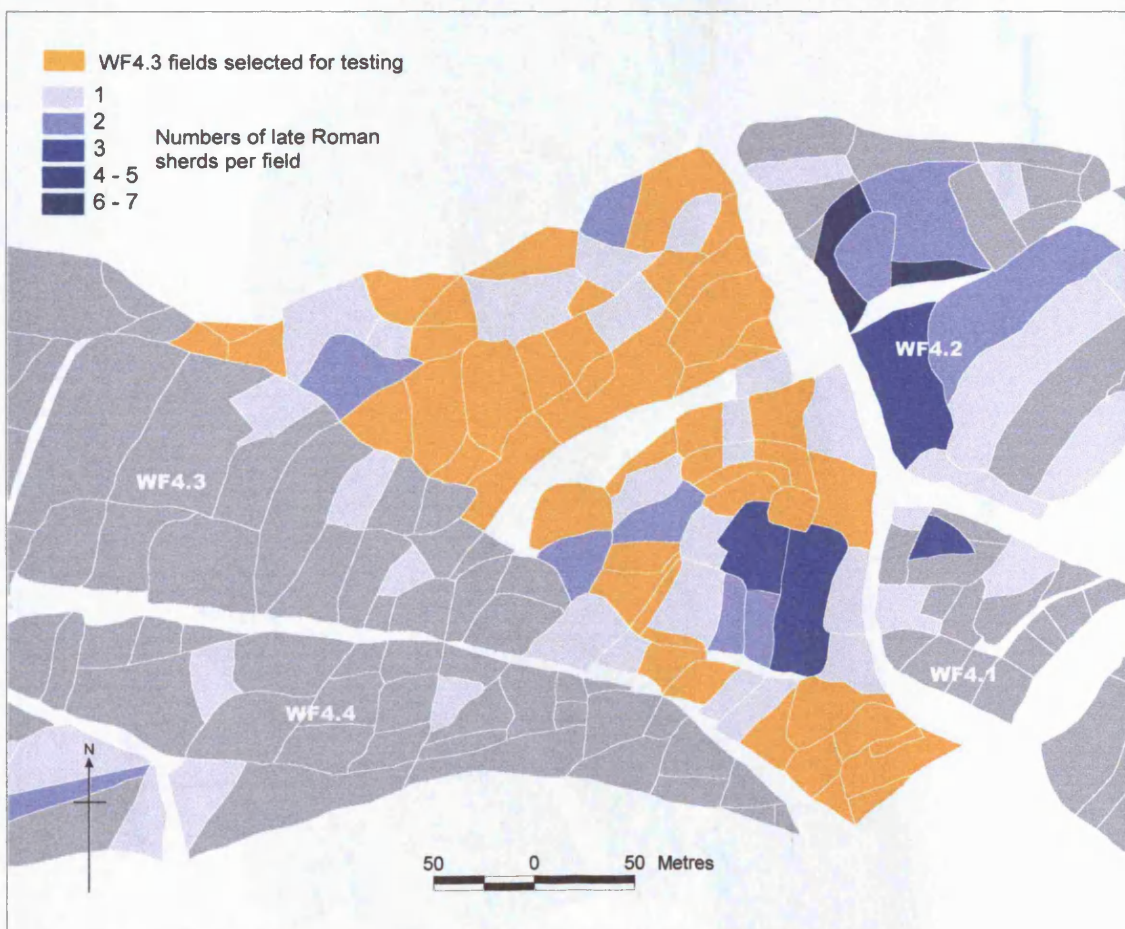 WF4.3 fields selected for testing
1
2
3
4 - 5
6 - 7
Numbers of late Roman
sherds per field
WF4.2
WF4.3
WF4.1
WF4.4
N
50 0 50 Metres